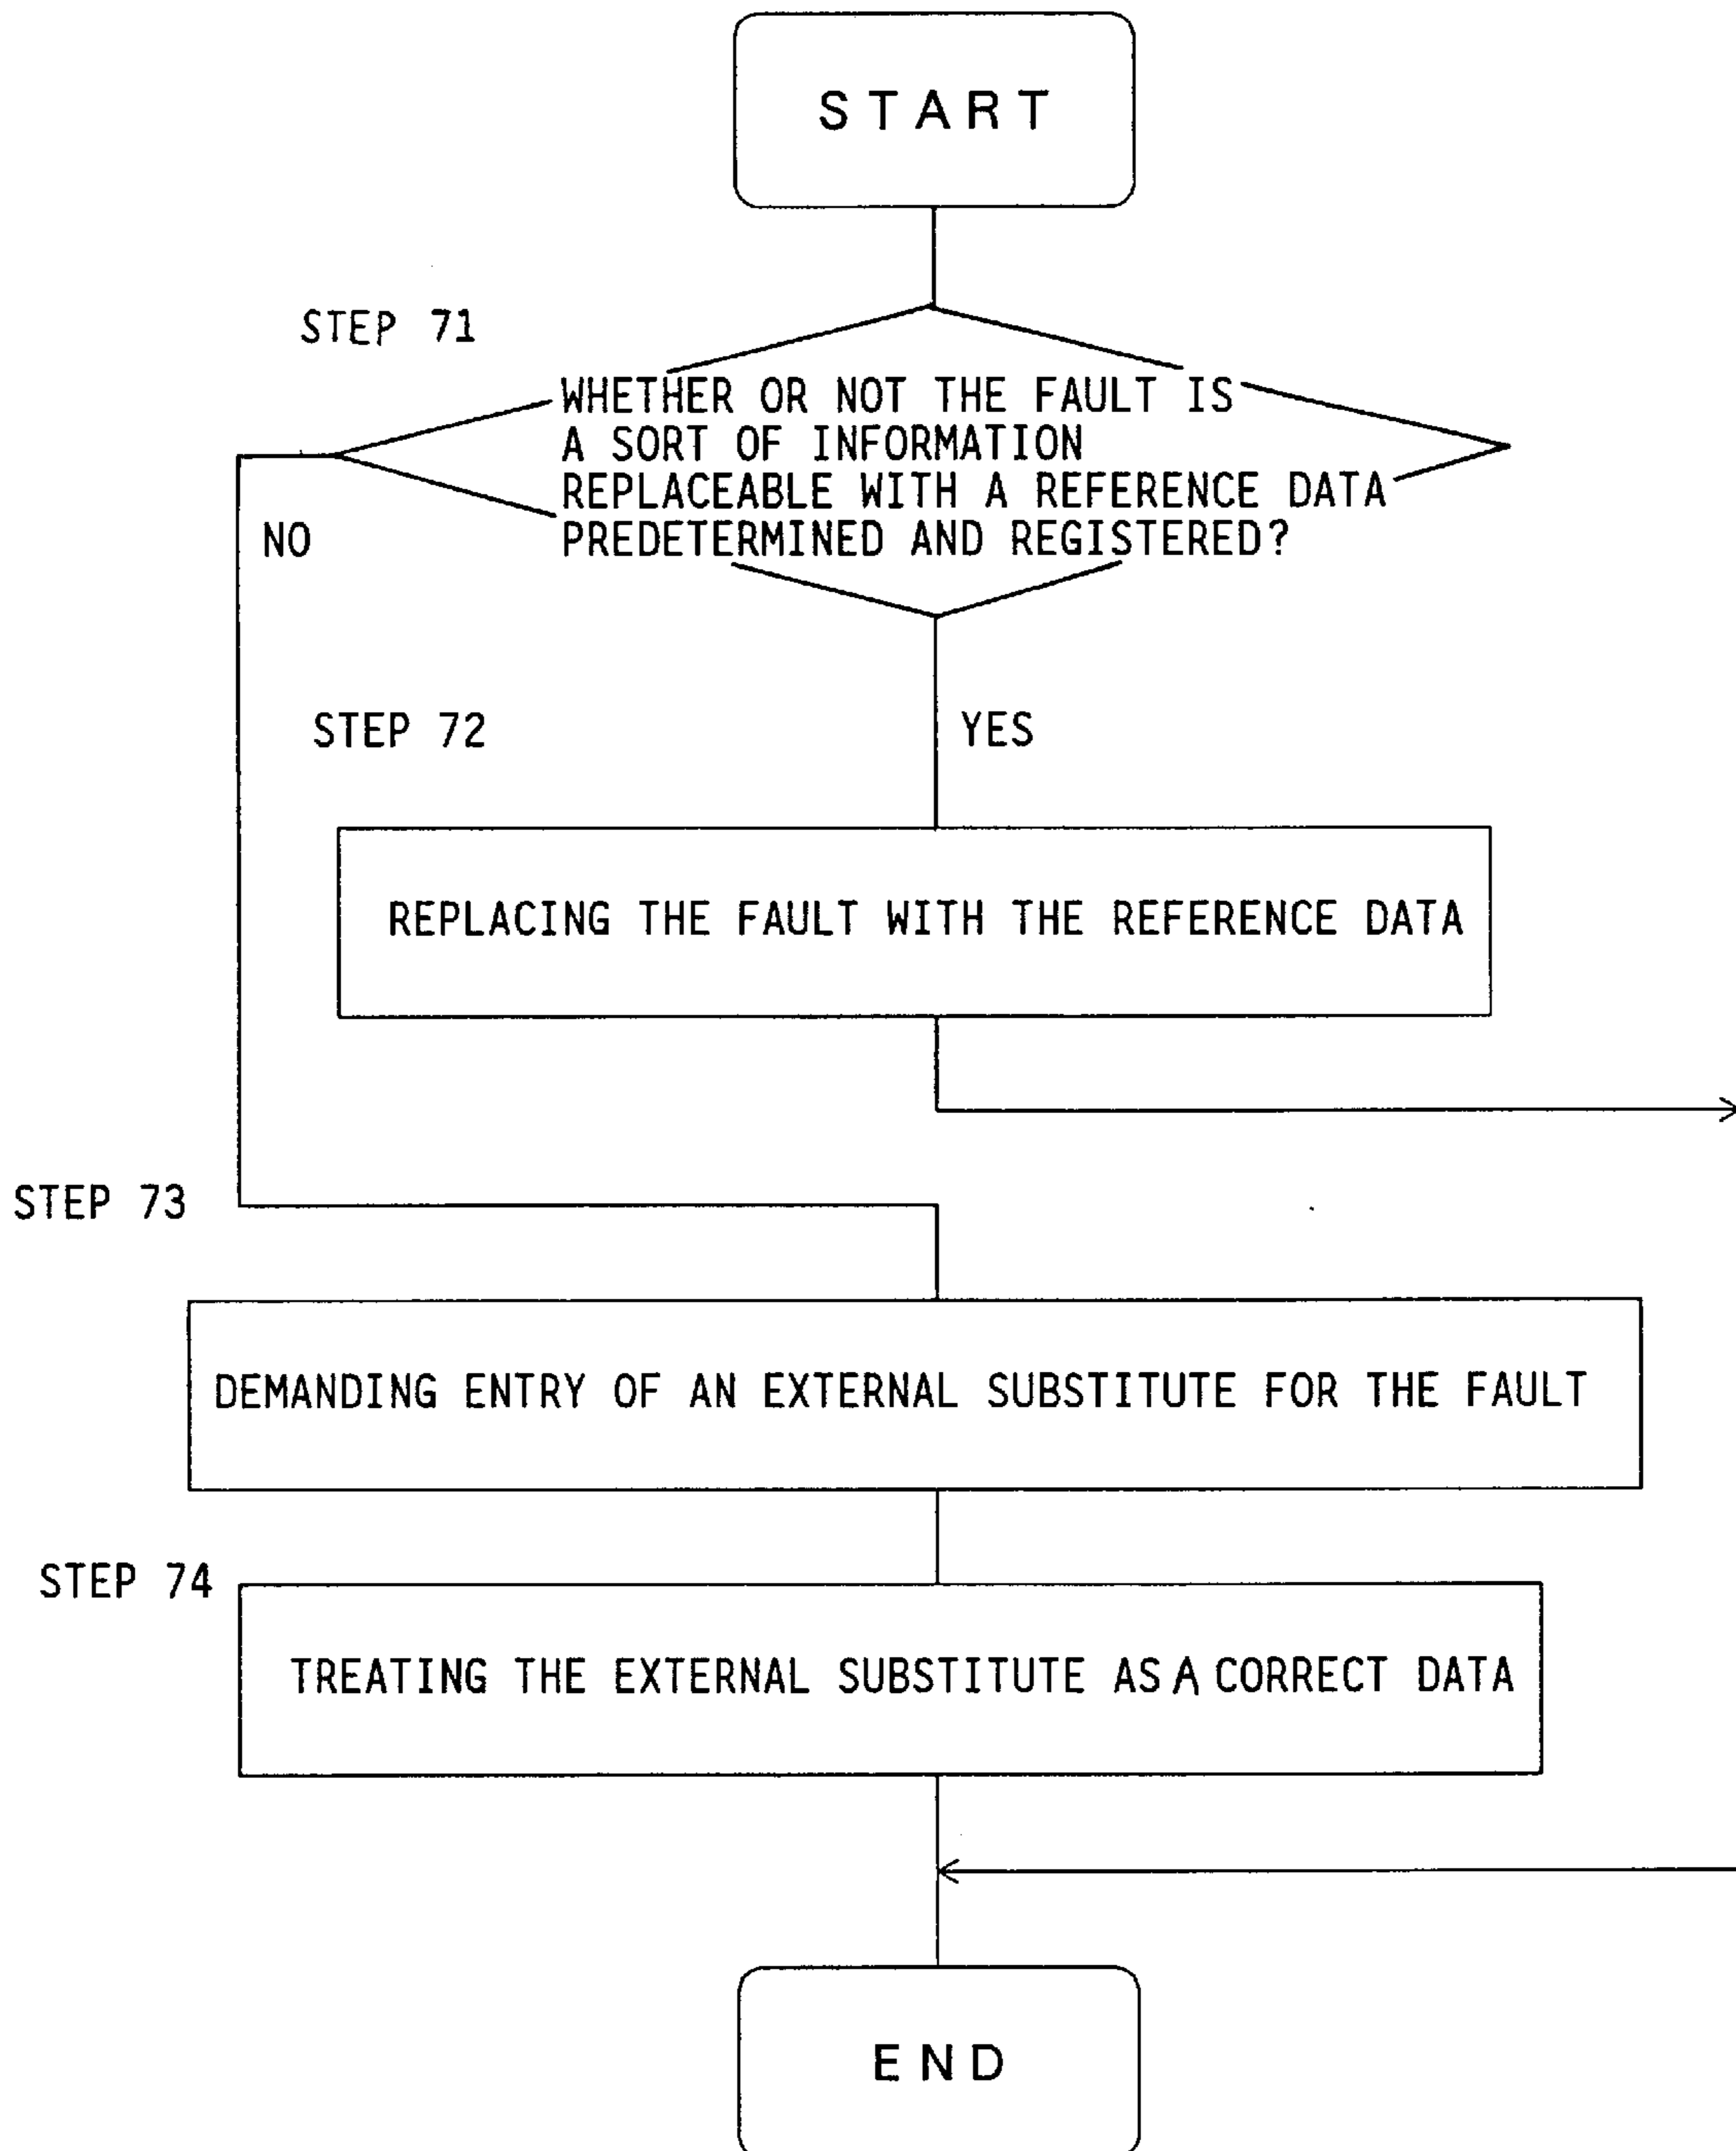 START
STEP 71
WHETHER OR NOT THE FAULT IS
A SORT OF INFORMATION
REPLACEABLE WITH A REFERENCE DATA
PREDETERMINED AND REGISTERED?
NO
STEP 72
YES
REPLACING THE FAULT WITH THE REFERENCE DATA
STEP 73
DEMANDING ENTRY OF AN EXTERNAL SUBSTITUTE FOR THE FAULT
STEP 74
TREATING THE EXTERNAL SUBSTITUTE AS A CORRECT DATA
END